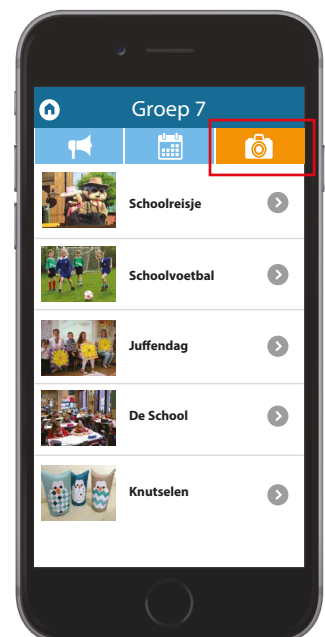 Groep 7
Schoolreisje
Schoolvoetbal
Juffendag
De School
Knutselen